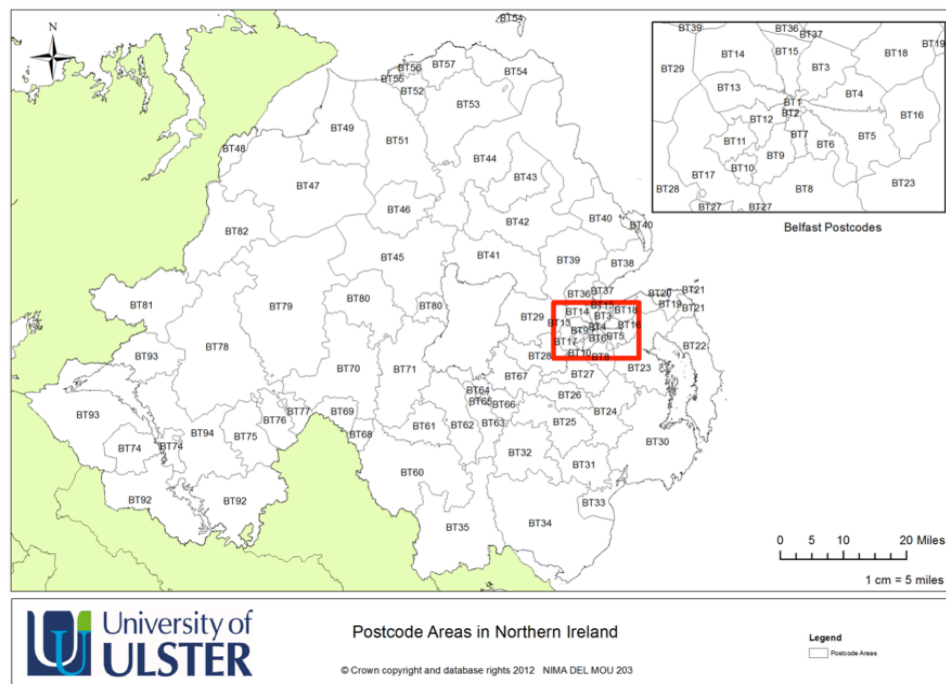 N
BT54
BT56
BT57
BT54
BT55
BT52
BT53
BT49
BT51
BT48
BT44
BT47
BT43
BT46
BT42
BT40
BT40
BT82
BT45
BT41
BT39
BT38
BT81
BT79
BT80
BT80
BT36
BT37
BT20
BT21
BT29
BT14
BT15
BT18
BT19
BT21
BT3
BT13
BT9
BT4
BT16
BT78
BT17
BT6
BT5
BT22
BT93
BT28
BT10
BT8
BT23
BT70
BT71
BT67
BT27
BT64
BT26
BT93
BT77
BT69
BT65
BT66
BT24
BT76
BT61
BT62
BT63
BT25
BT94
BT75
BT68
BT74
BT74
BT32
BT30
BT60
BT31
BT92
BT92
BT33
BT35
BT34
BT39
BT36
BT37
BT14
BT15
BT18
BT19
BT29
BT3
BT13
BT4
BT1
BT2
BT12
BT16
BT11
BT7
BT6
BT5
BT9
BT17
BT10
BT28
BT8
BT23
BT27
BT27
Belfast Postcodes
0 5 10 20 Miles
1 cm = 5 miles
University of
ULSTER
Postcode Areas in Northern Ireland
© Crown copyright and database rights 2012 NIMA DEL MOU 203
Legend
Postcode Areas